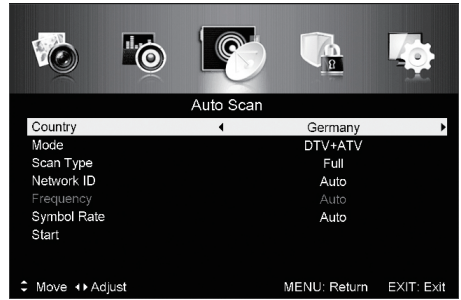 Auto Scan
Country Germany
Mode DTV+ATV
Scan Type Full
Network ID Auto
Frequency Auto
Symbol Rate Auto
Start
Move Adjust MENU: Return EXIT: Exit